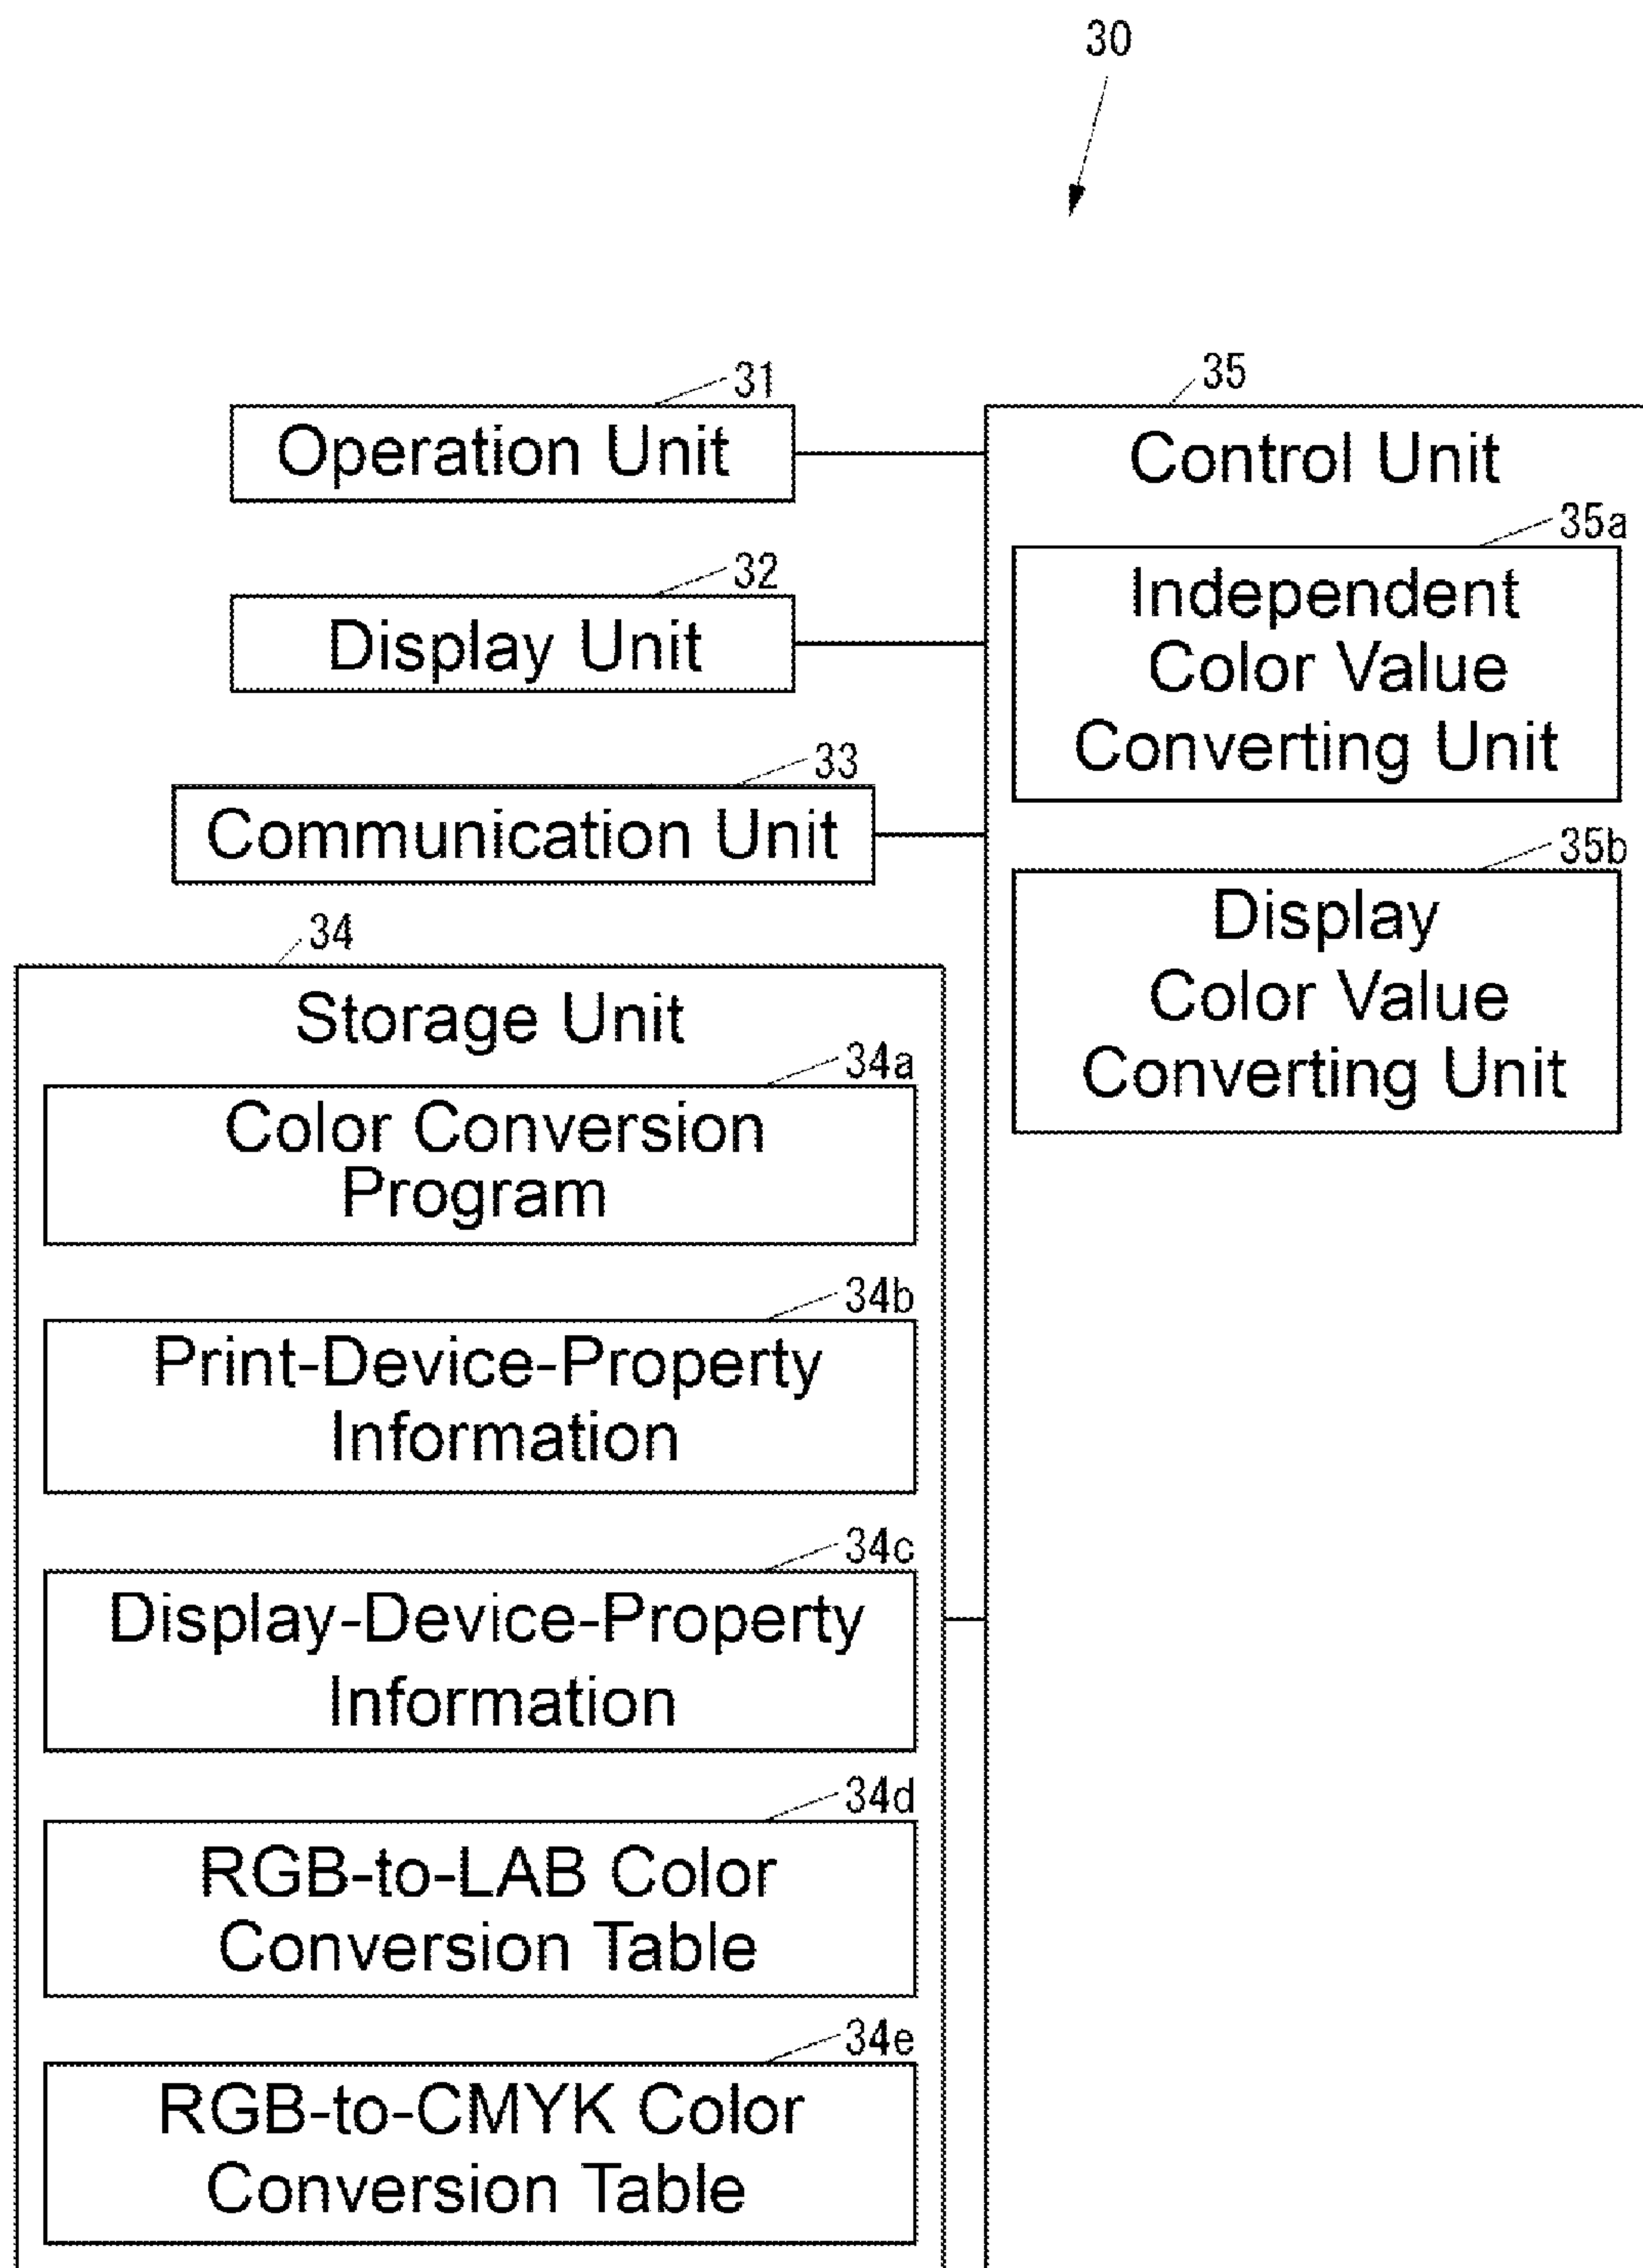 30
31
Operation Unit
32
Display Unit
33
Communication Unit
34
Storage Unit
34a
Color Conversion
Program
34b
Print-Device-Property
Information
34c
Display-Device-Property
Information
34d
RGB-to-LAB Color
Conversion Table
34e
RGB-to-CMYK Color
Conversion Table
35
Control Unit
35a
Independent
Color Value
Converting Unit
35b
Display
Color Value
Converting Unit